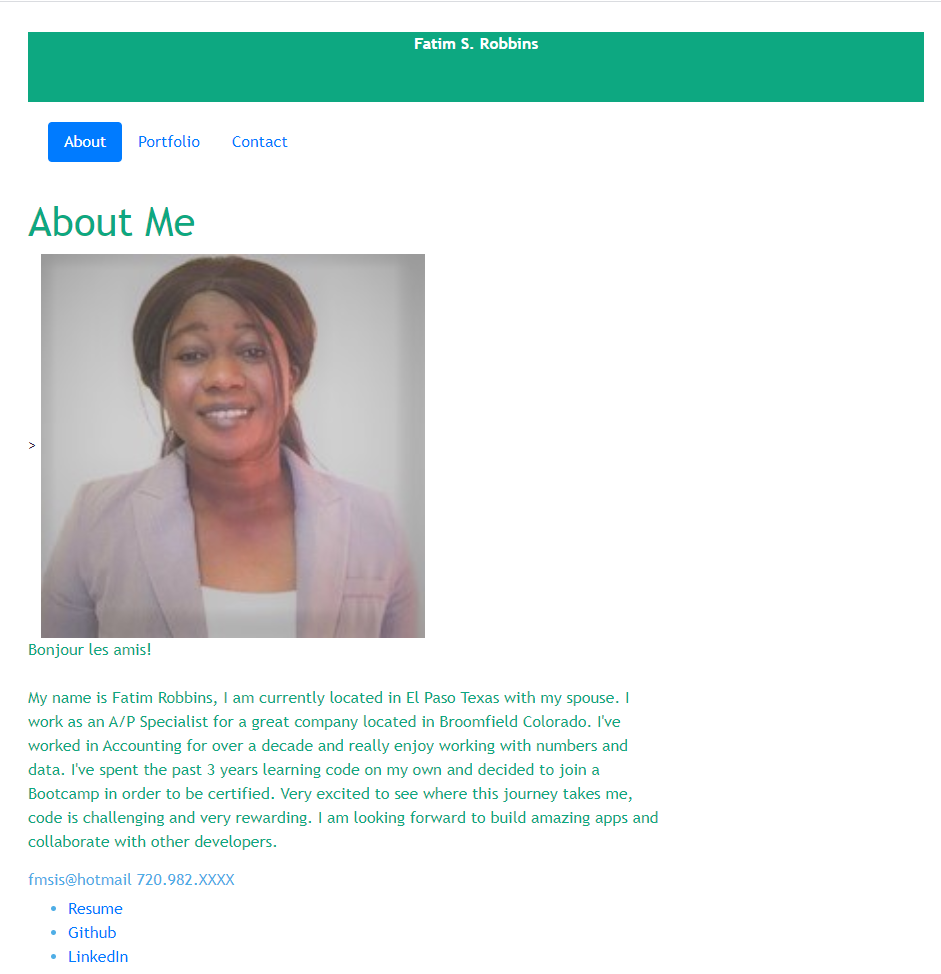 Fatim S. Robbins
About Portfolio Contact
About Me
>
Bonjour les amis!
My name is Fatim Robbins, I am currently located in El Paso Texas with my spouse. I
work as an A/P Specialist for a great company located in Broomfield Colorado. I've
worked in Accounting for over a decade and really enjoy working with numbers and
data. I've spent the past 3 years learning code on my own and decided to join a
Bootcamp in order to be certified. Very excited to see where this journey takes me,
code is challenging and very rewarding. I am looking forward to build amazing apps and
collaborate with other developers.
fmsis@hotmail 720.982.XXXX
• Resume
• Github
• LinkedIn